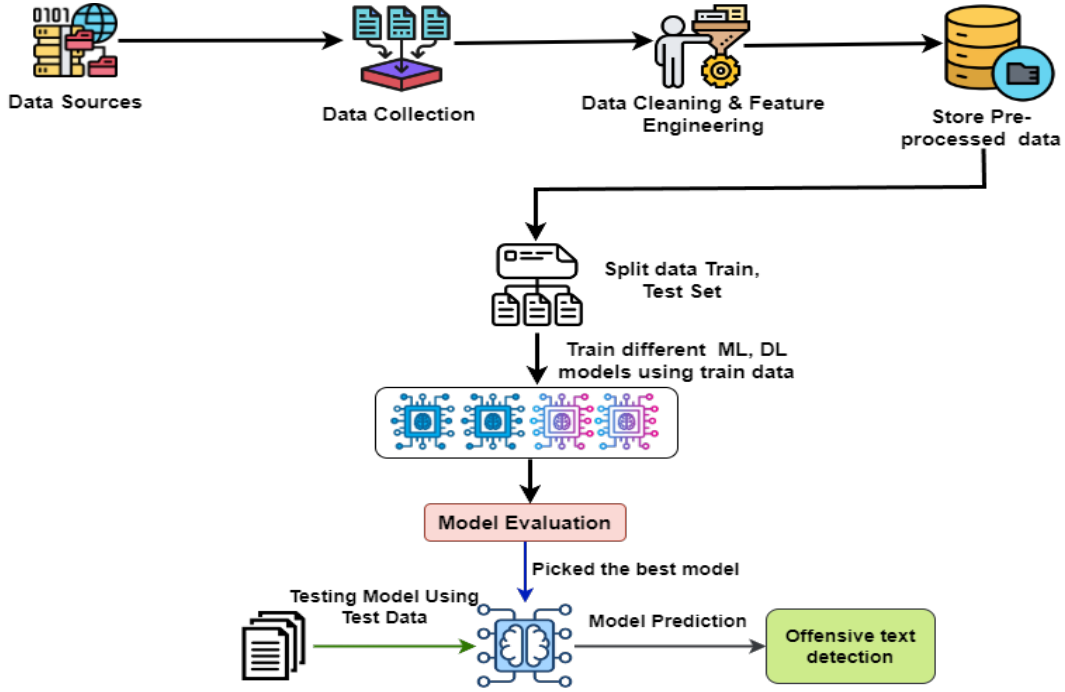 0101
Data Sources
Data Collection
Data Cleaning & Feature
Engineering
Store Pre-
processed data
Split data Train,
Test Set
Train different ML, DL
models using train data
Model Evaluation
Picked the best model
Testing Model Using
Test Data
Model Prediction
Offensive text
detection